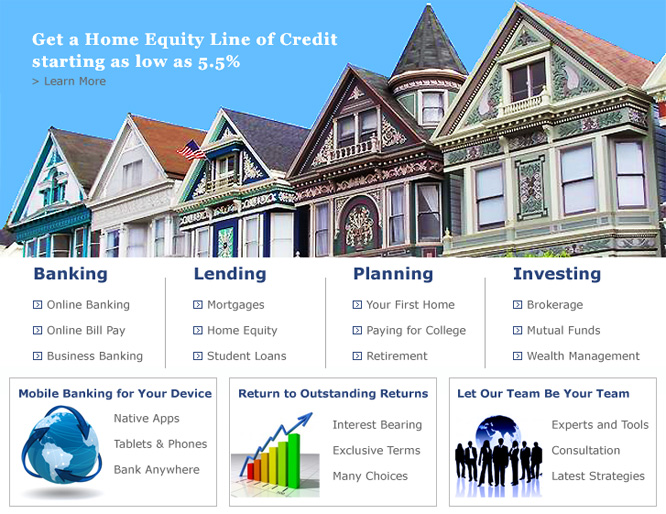 Get a Home Equity Line of Credit
starting as low as 5.5%
> Learn More
Banking
Online Banking
Online Bill Pay
Business Banking
Lending
Mortgages
Home Equity
Student Loans
Planning
Your First Home
Paying for College
Retirement
Investing
Brokerage
Mutual Funds
Wealth Management
Mobile Banking for Your Device
Native Apps
Tablets & Phones
Bank Anywhere
Return to Outstanding Returns
Interest Bearing
Exclusive Terms
Many Choices
Let Our Team Be Your Team
Experts and Tools
Consultation
Latest Strategies